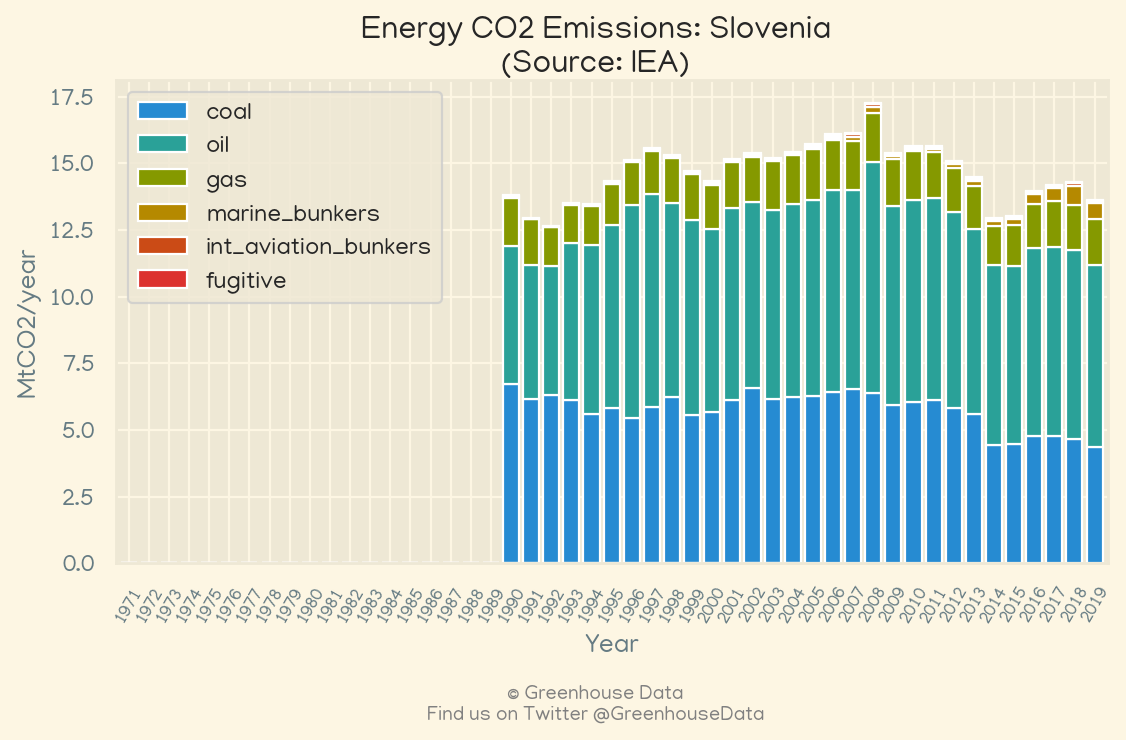 Energy CO2 Emissions: Slovenia
(Source: IEA)
17.5
15.0
12.5
10.0
7.5
5.0
2.5
0.0
MtCO2/year
coal
oil
gas
marine_bunkers
int_aviation_bunkers
fugitive
1971 1972 1973 1974 1975 1976 1977 1978 1979 1980 1981 1982 1983 1984 1985 1986 1987 1988 1989 1990 1991 1992 1993 1994 1995 1996 1997 1998 1999 2000 2001 2002 2003 2004 2005 2006 2007 2008 2009 2010 2011 2012 2013 2014 2015 2016 2017 2018 2019
Year
© Greenhouse Data
Find us on Twitter @GreenhouseData